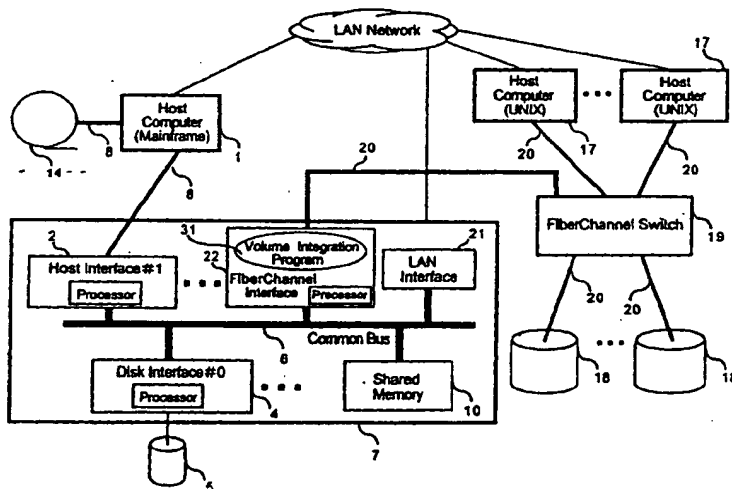 LAN Network
17
Host
Computer
(Mainframe)
Host
Computer
(UNIX)
Host
Computer
(UNIX)
14
8
1
17
20
20
20
8
FiberChannel Switch
19
2
31
22
Volume Integration
Program
21
Host Interface#1
Processor
FiberChannel
Interface
Processor
LAN
Interface
20
20
6
Common Bus
Disk Interface#0
Processor
4
Shared
Memory
10
18
18
7
5